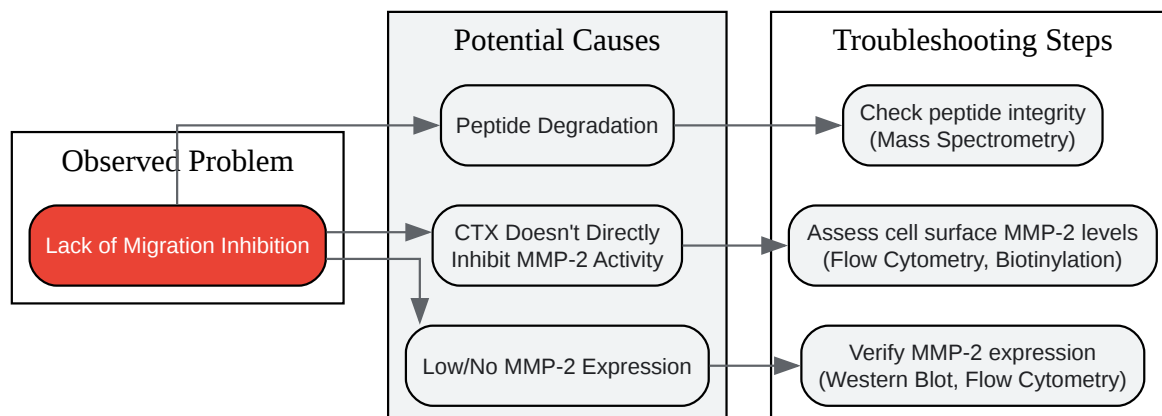 Potential Causes
Troubleshooting Steps
Observed Problem
Peptide Degradation
Check peptide integrity
(Mass Spectrometry)
Lack of Migration Inhibition
CTX Doesn't Directly
Inhibit MMP-2 Activity
Assess cell surface MMP-2 levels
(Flow Cytometry, Biotinylation)
Low/No MMP-2 Expression
Verify MMP-2 expression
(Western Blot, Flow Cytometry)